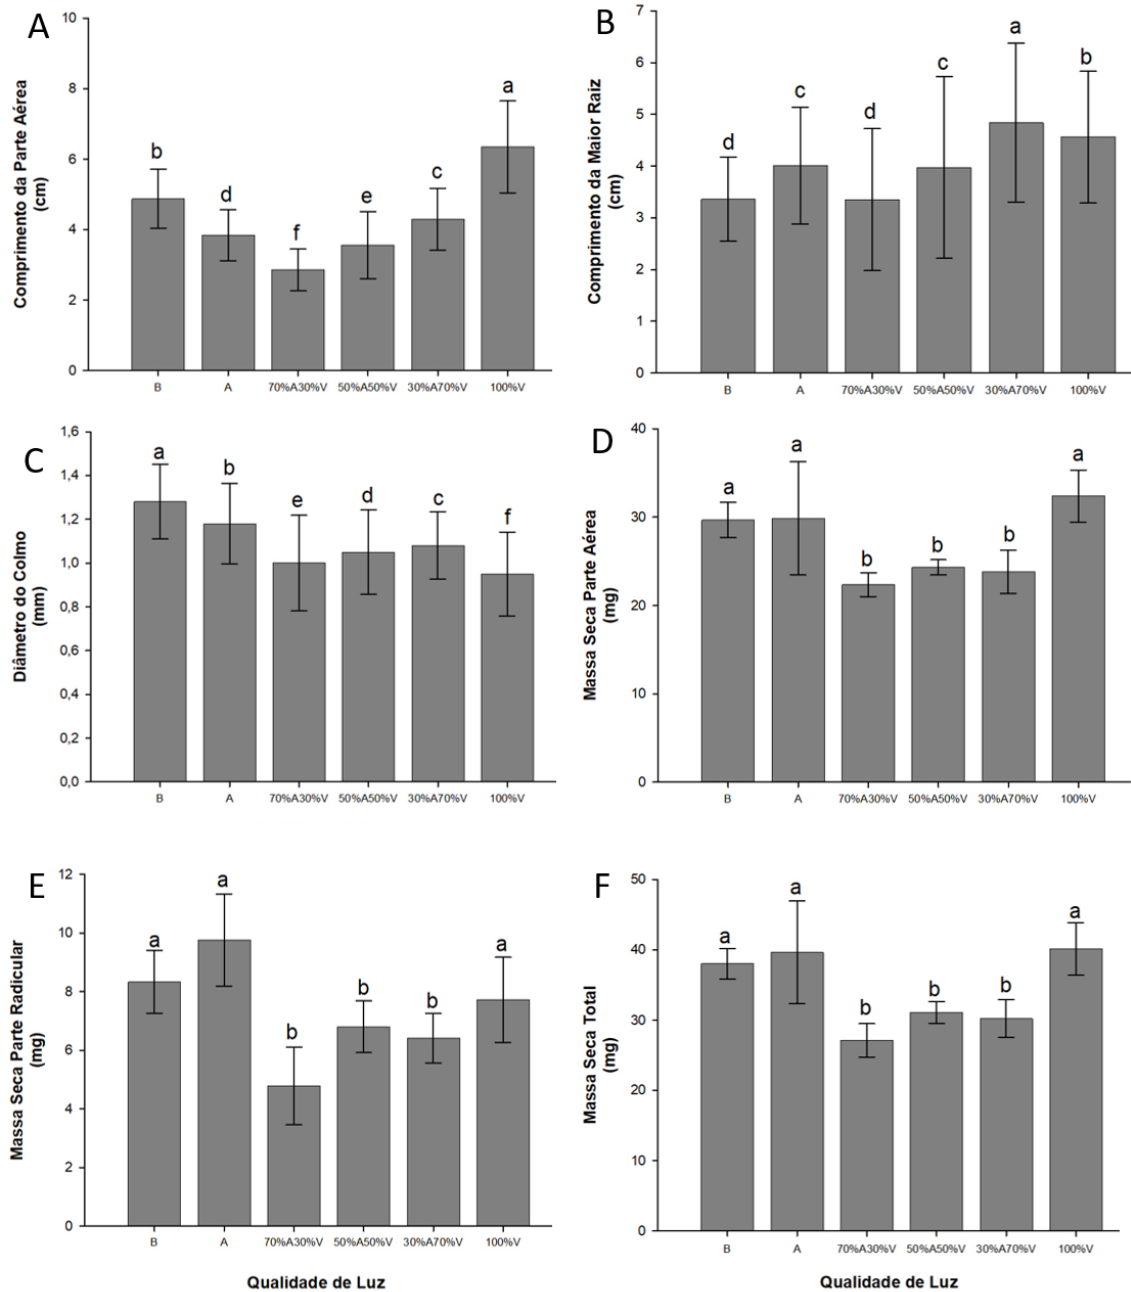 A
Comprimento da Parte Aérea
(cm)
10
8
6
4
2
0
b
d
f
e
c
a
B
A
70%A30%V
50%A50%V
30%A70%V
100%V
B
Comprimento da Maior Raiz
(cm)
7
6
5
4
3
2
1
0
d
c
d
c
a
b
B
A
70%A30%V
50%A50%V
30%A70%V
100%V
C
Diâmetro do Colmo
(mm)
1,6
1,4
1,2
1,0
0,8
0,6
0,4
0,2
0,0
a
b
e
d
c
f
B
A
70%A30%V
50%A50%V
30%A70%V
100%V
D
Massa Seca Parte Aérea
(mg)
40
30
20
10
0
a
a
b
b
b
a
B
A
70%A30%V
50%A50%V
30%A70%V
100%V
E
Massa Seca Parte Radicular
(mg)
12
10
8
6
4
2
0
a
a
b
b
b
a
B
A
70%A30%V
50%A50%V
30%A70%V
100%V
Qualidade de Luz
F
Massa Seca Total
(mg)
50
40
30
20
10
0
a
a
b
b
b
a
B
A
70%A30%V
50%A50%V
30%A70%V
100%V
Qualidade de Luz